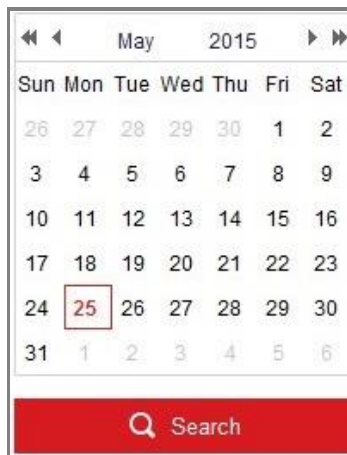 May 2015
Sun Mon Tue Wed Thu Fri Sat
26 27 28 29 30 1 2
3 4 5 6 7 8 9
10 11 12 13 14 15 16
17 18 19 20 21 22 23
24 25 26 27 28 29 30
31 1 2 3 4 5 6
Search